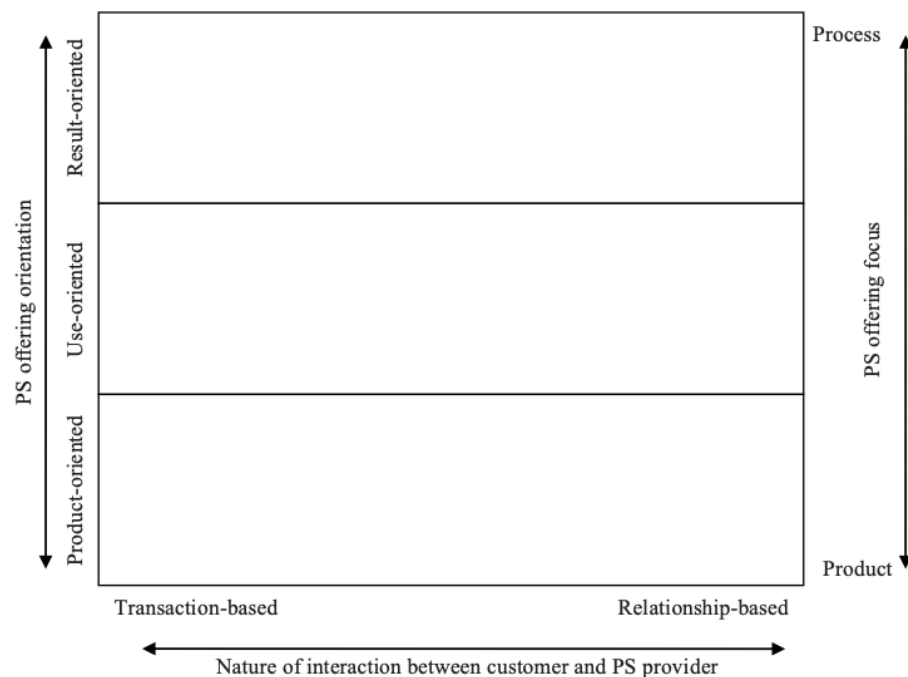 Process
Result-oriented
PS offering orientation
Use-oriented
PS offering focus
Product-oriented
Product
Transaction-based
Relationship-based
Nature of interaction between customer and PS provider